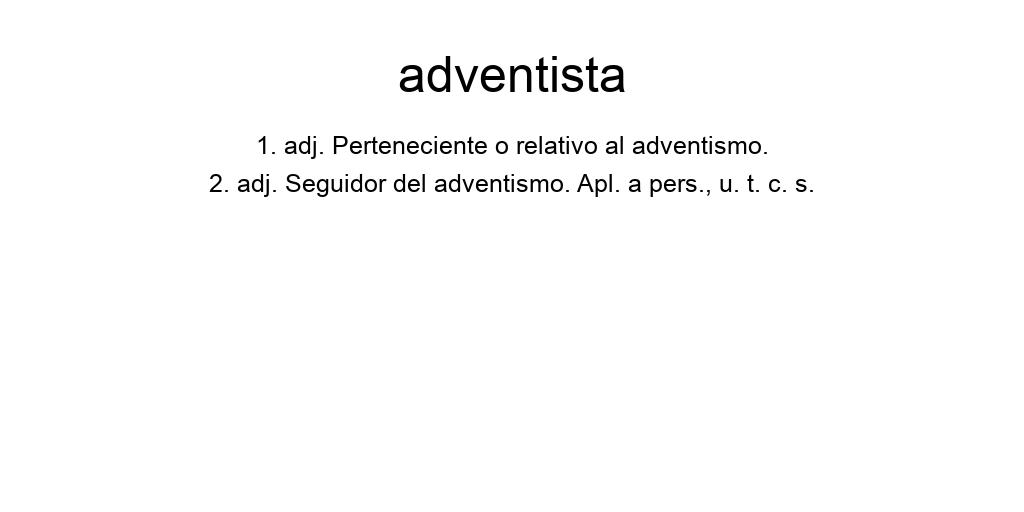 adventista
1. adj. Perteneciente o relativo al adventismo.
2. adj. Seguidor del adventismo. Apl. a pers., u. t. c. s.